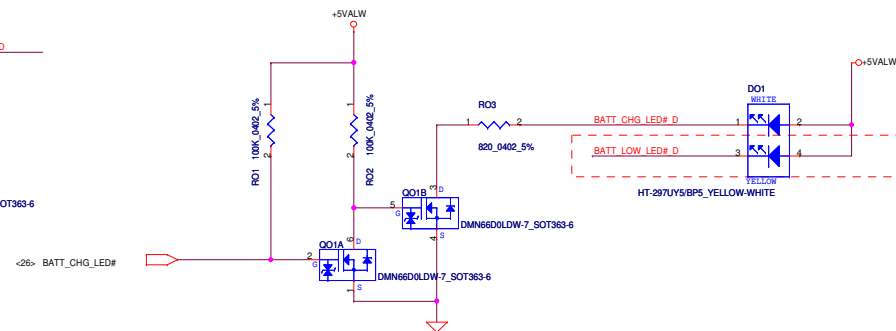 +5VALW
D
+5VALW
DO1
WHITE
RO3
1
2
BATT_CHG_LED#_D
1
2
820_0402_5%
BATT_LOW_LED#_D
3
4
YELLOW
HT-297UY5/BP5_YELLOW-WHITE
1
100K_0402_5%
2
RO1
1
100K_0402_5%
2
RO2
OT363-6
QO1B
3
D
5
G
S
4
DMN66D0LDW-7_SOT363-6
QO1A
6
D
<26> BATT_CHG_LED#
2
G
S
1
DMN66D0LDW-7_SOT363-6